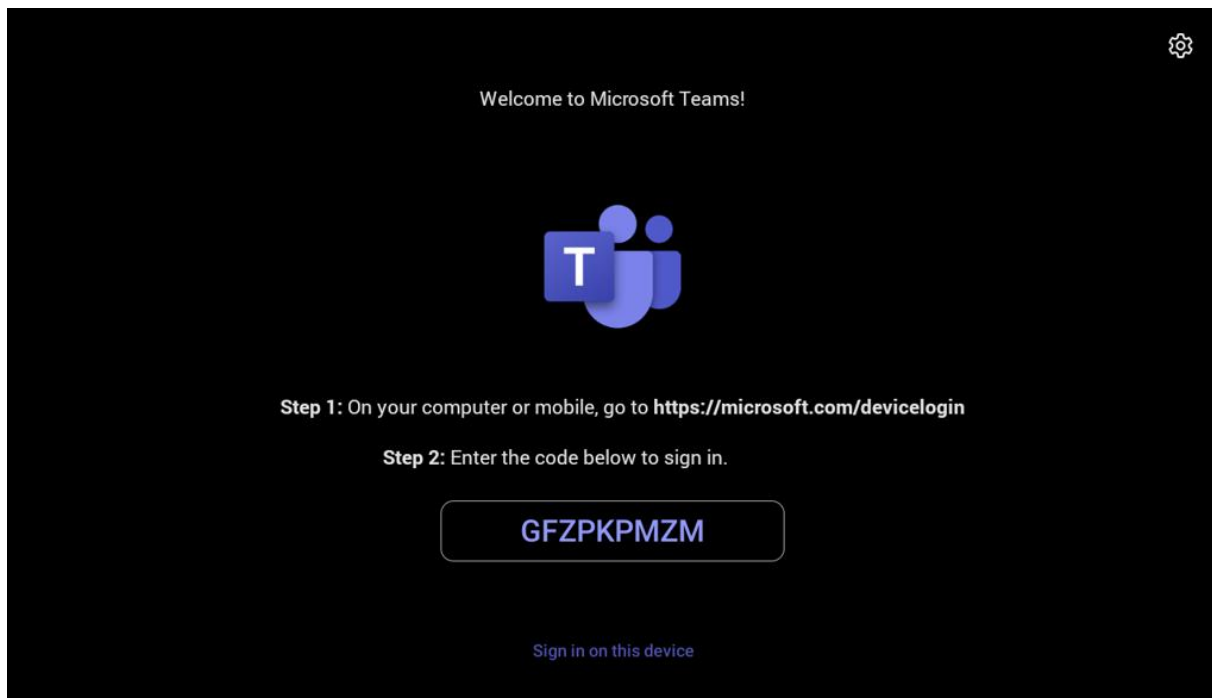 Welcome to Microsoft Teams!
T
Step 1: On your computer or mobile, go to https://microsoft.com/devicelogin
Step 2: Enter the code below to sign in.
GFZPKPMZM
Sign in on this device